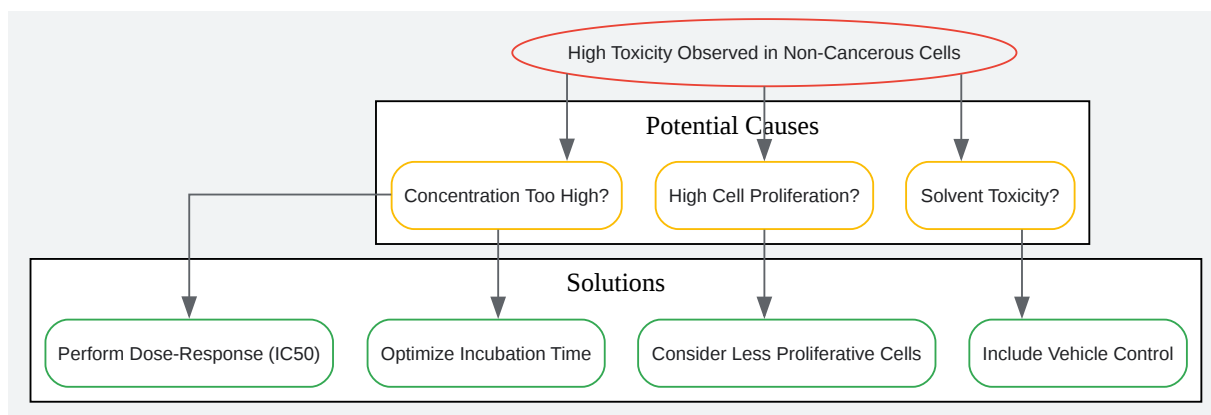 High Toxicity Observed in Non-Cancerous Cells
Potential Causes
Concentration Too High?
High Cell Proliferation?
Solvent Toxicity?
Solutions
Perform Dose-Response (IC50)
Optimize Incubation Time
Consider Less Proliferative Cells
Include Vehicle Control